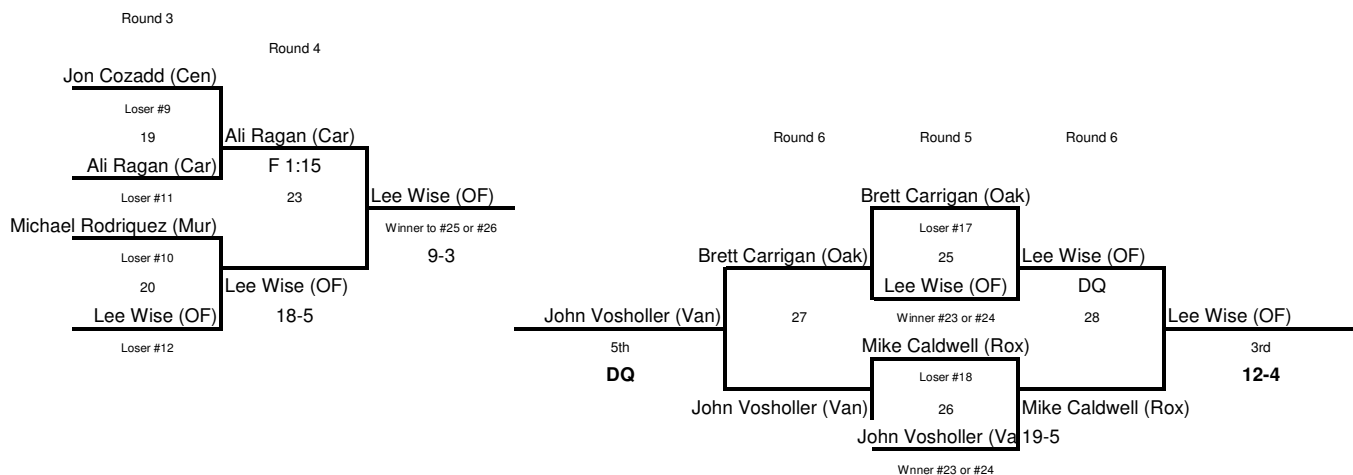 Round 3
Round 4
Jon Cozadd (Cen)
Loser #9
19
Ali Ragan (Car)
Ali Ragan (Car)
F 1:15
Loser #11
23
Lee Wise (OF)
Michael Rodriquez (Mur)
Winner to #25 or #26
Loser #10
9-3
20
Lee Wise (OF)
Lee Wise (OF)
18-5
Loser #12
Round 6
Round 5
Round 6
Brett Carrigan (Oak)
Loser #17
Brett Carrigan (Oak)
25
Lee Wise (OF)
Lee Wise (OF)
DQ
John Vosholler (Van)
27
Winner #23 or #24
28
Lee Wise (OF)
5th
Mike Caldwell (Rox)
3rd
DQ
Loser #18
12-4
John Vosholler (Van)
26
Mike Caldwell (Rox)
John Vosholler (Va
19-5
Wnner #23 or #24